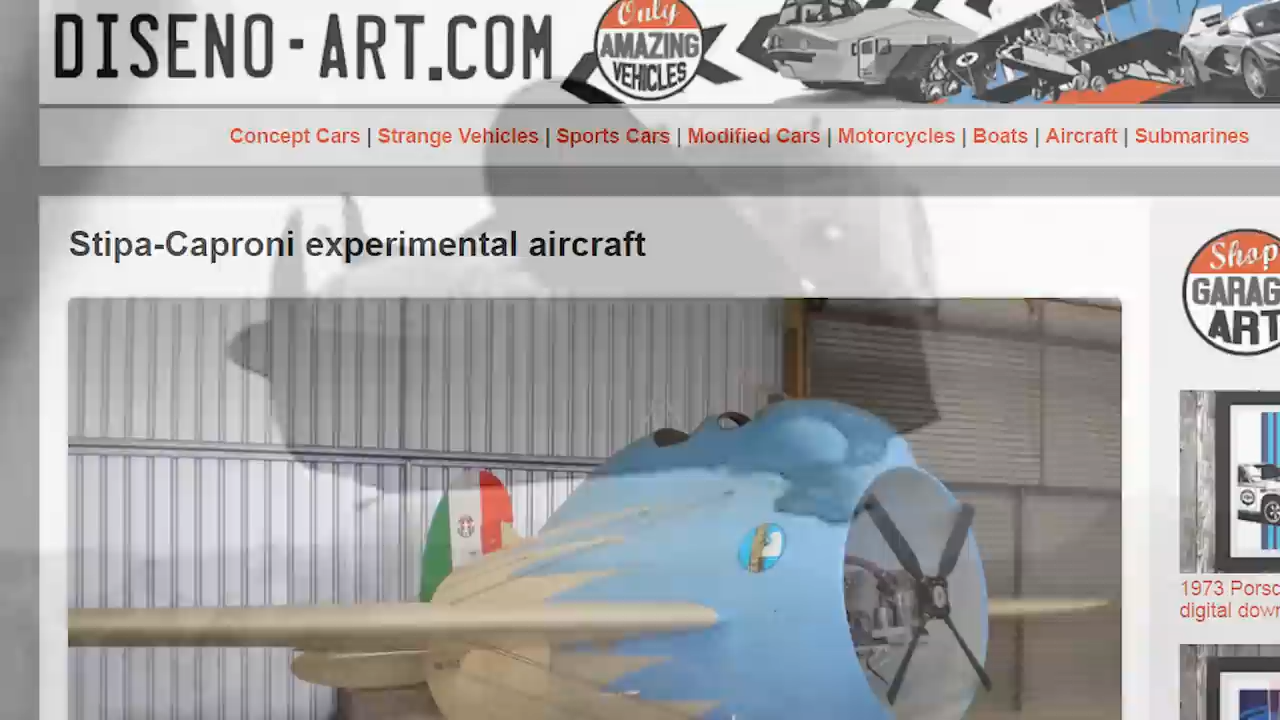 DISENO-ART.COM
Only
AMAZING
VEHICLES
Concept Cars | Strange Vehicles | Sports Cars | Modified Cars | Motorcycles | Boats | Aircraft | Submarines
Stipa-Caproni experimental aircraft
Shop
GARAG
ART
1973 Porsc
digital dow